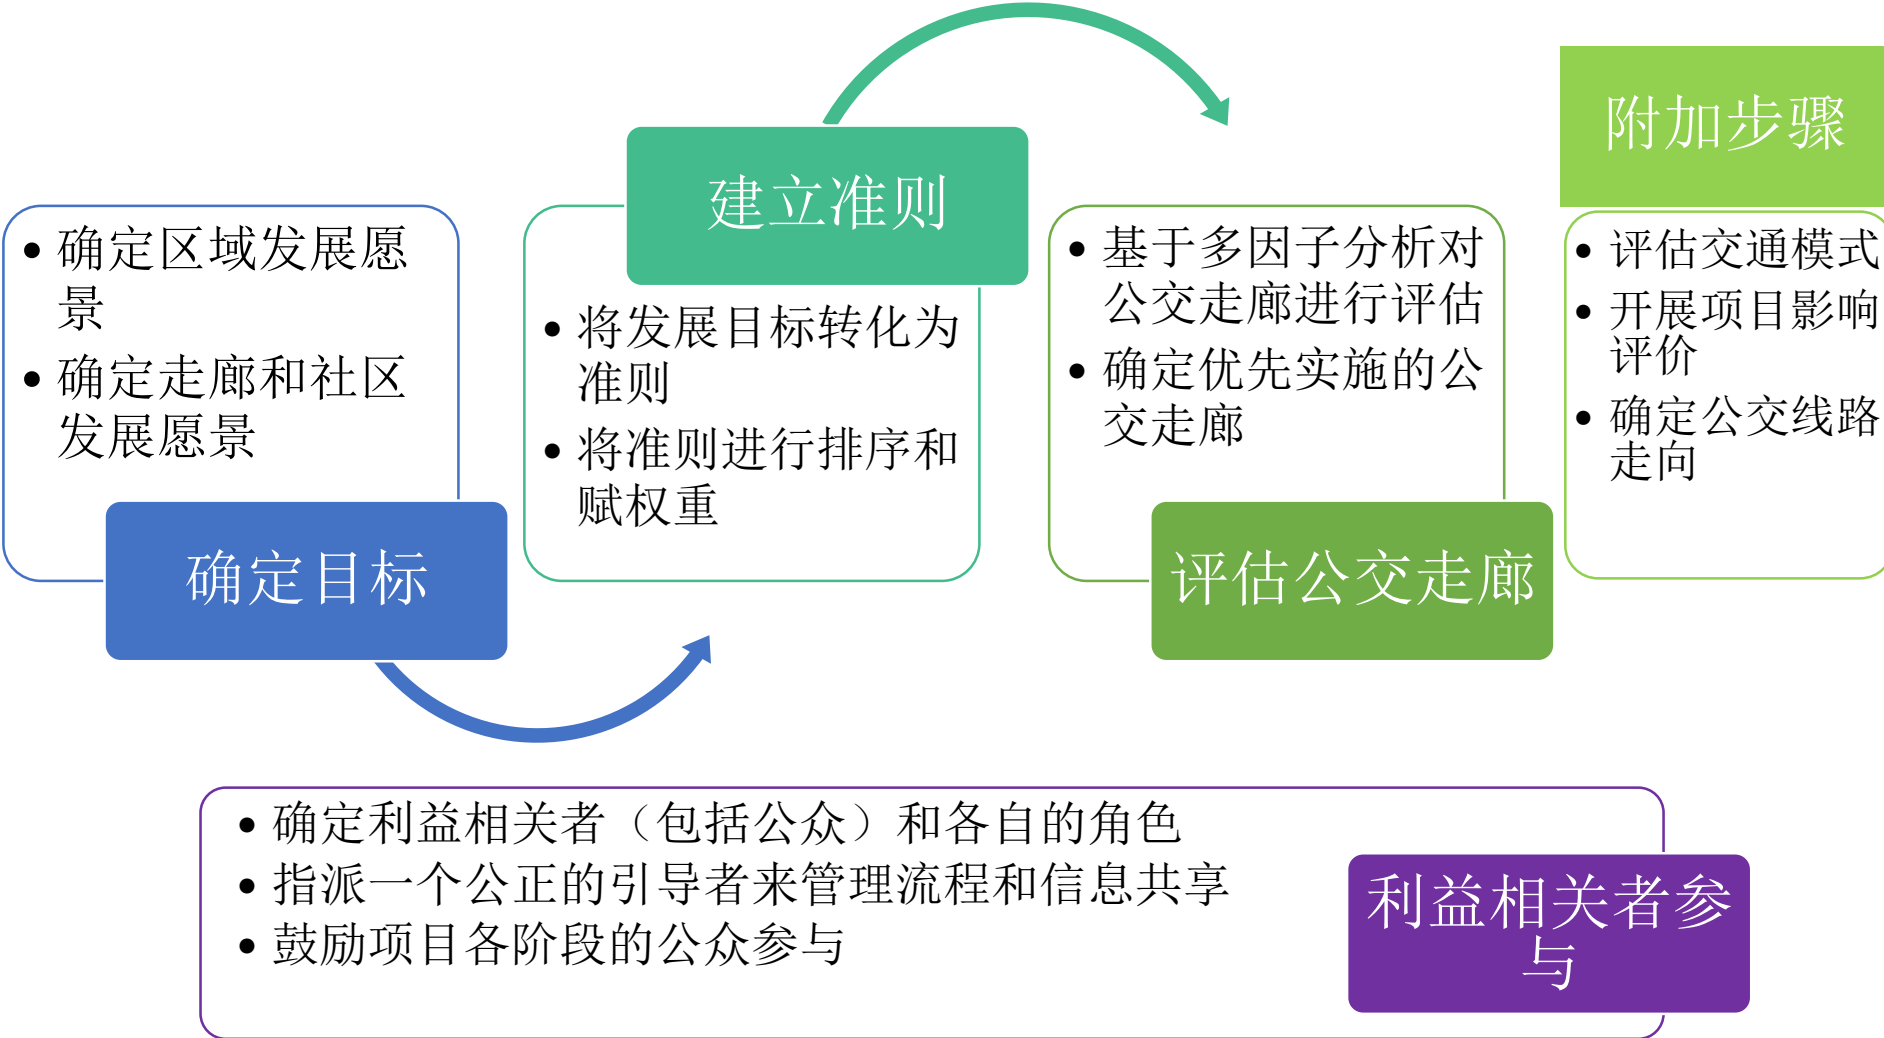 • 确定区域发展愿
景
• 确定走廊和社区
发展愿景
确定目标
建立准则
• 将发展目标转化为
准则
• 将准则进行排序和
赋权重
• 基于多因子分析对
公交走廊进行评估
• 确定优先实施的公
交走廊
评估公交走廊
附加步骤
• 评估交通模式
• 开展项目影响
评价
• 确定公交线路
走向
• 确定利益相关者（包括公众）和各自的角色
• 指派一个公正的引导者来管理流程和信息共享
• 鼓励项目各阶段的公众参与
利益相关者参
与